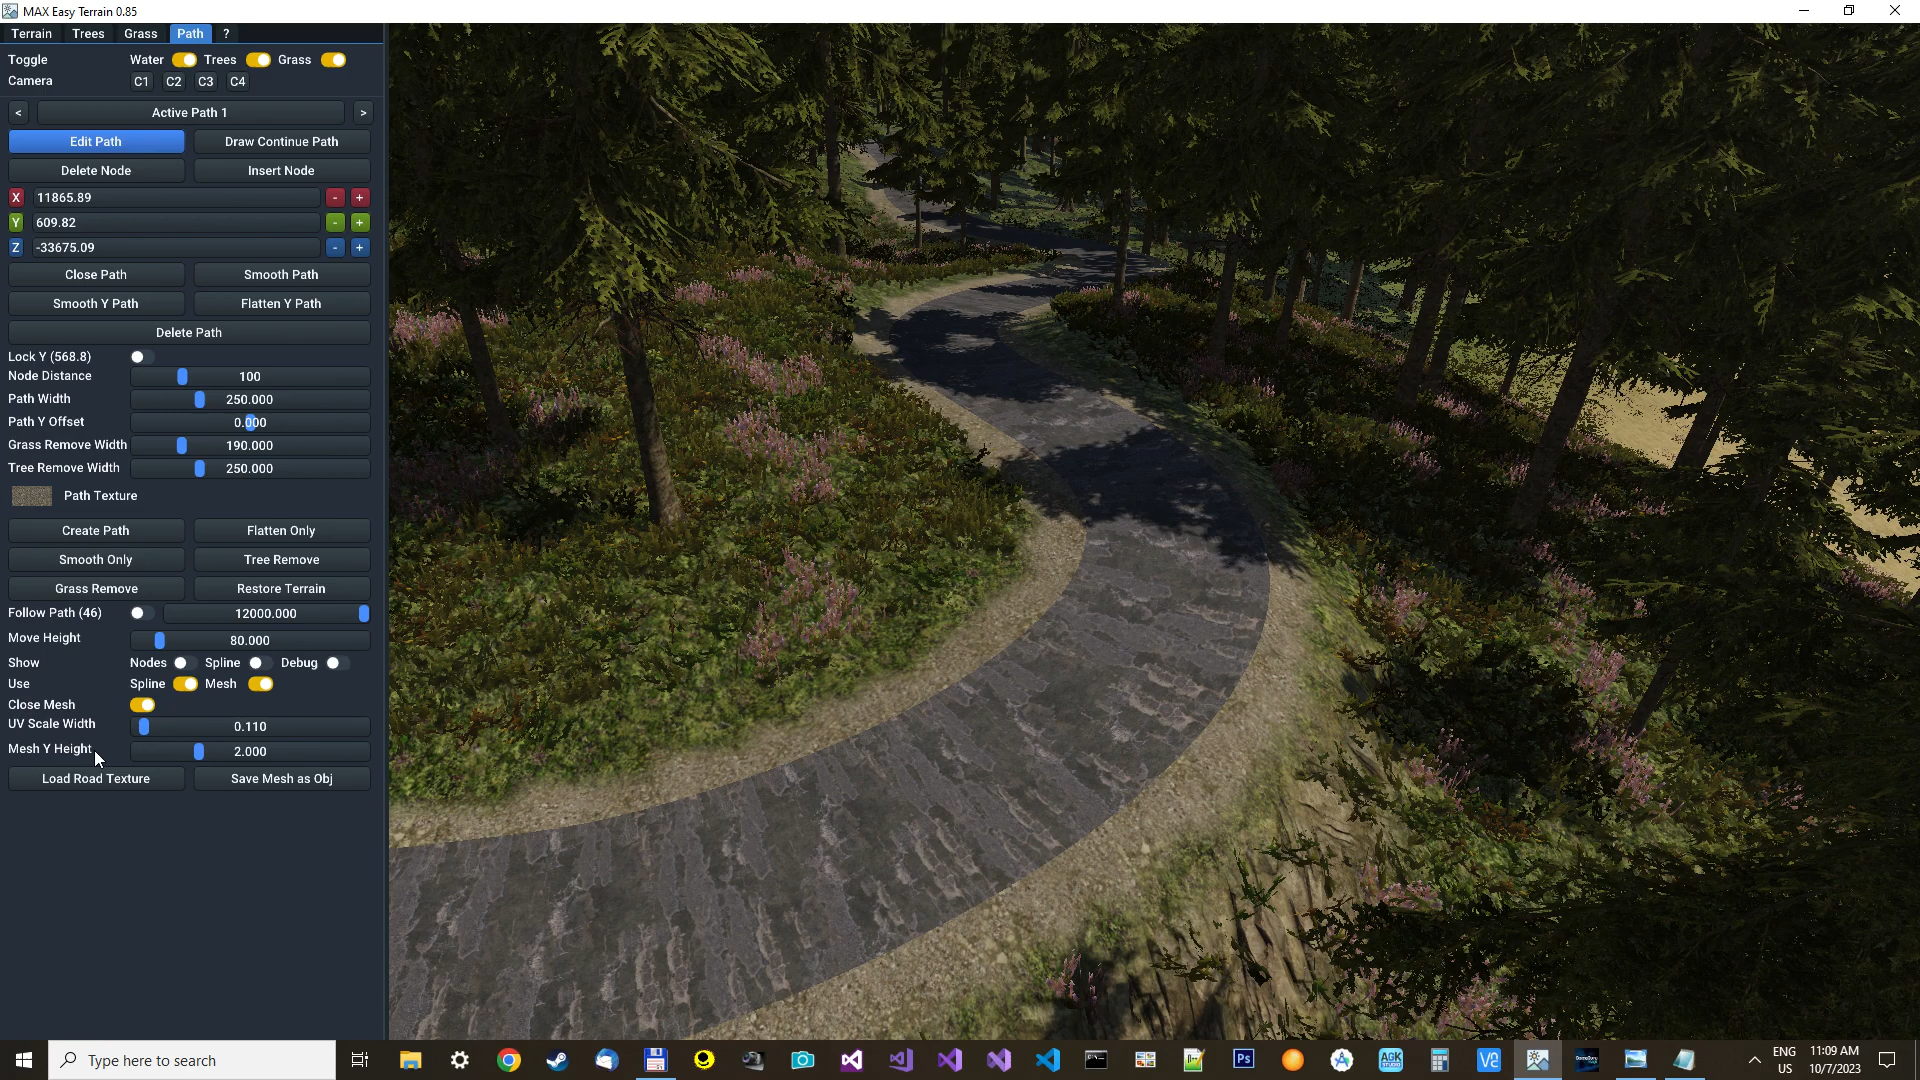 MAX Easy Terrain 0.85
Terrain Trees Grass Path ?
Toggle Water Trees Grass
Camera C1 C2 C3 C4
< Active Path 1 >
Edit Path Draw Continue Path
Delete Node Insert Node
X 11865.89 - +
Y 609.82 - +
Z -33675.09 - +
Close Path Smooth Path
Smooth Y Path Flatten Y Path
Delete Path
Lock Y (568.8)
Node Distance 100
Path Width 250.000
Path Y Offset 0.000
Grass Remove Width 190.000
Tree Remove Width 250.000
Path Texture
Create Path Flatten Only
Smooth Only Tree Remove
Grass Remove Restore Terrain
Follow Path (46) 12000.000
Move Height 80.000
Show Nodes Spline Debug
Use Spline Mesh
Close Mesh
UV Scale Width 0.110
Mesh Y Height 2.000
Load Road Texture Save Mesh as Obj
Type here to search
Ps
AGK STUDIO
ENG 11:09 AM
US 10/7/2023